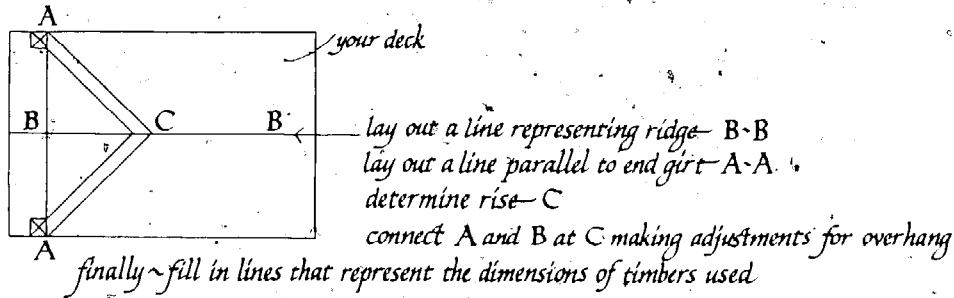 A
your deck
B C B
lay out a line representing ridge— B-B
lay out a line parallel to end girt— A-A
determine rise— C
A
connect A and B at C making adjustments for overhang
finally ~ fill in lines that represent the dimensions of timbers used